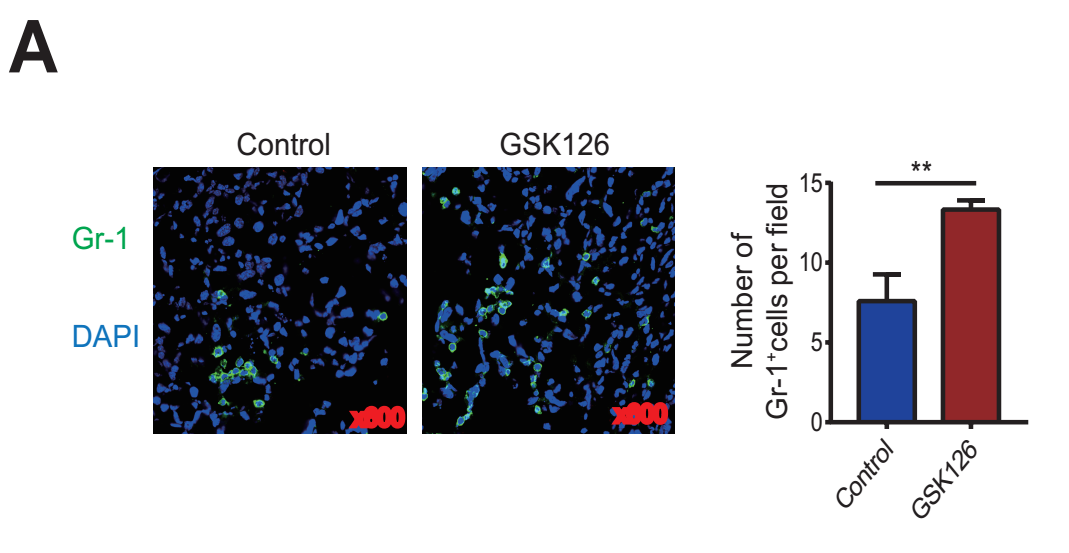 A
Control
GSK126
Gr-1
DAPI
x600
x600
**
15
10
5
0
Number of
Gr-1⁺cells per field
Control
GSK126